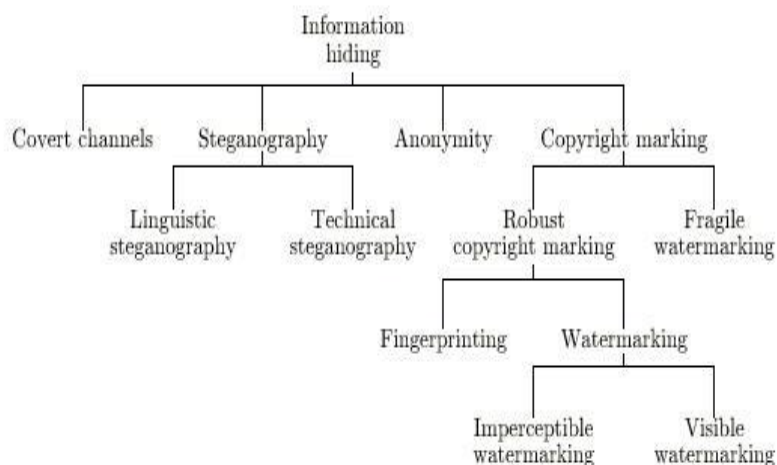 Information
hiding
Covert channels
Steganography
Anonymity
Copyright marking
Linguistic
steganography
Technical
steganography
Robust
copyright marking
Fragile
watermarking
Fingerprinting
Watermarking
Imperceptible
watermarking
Visible
watermarking